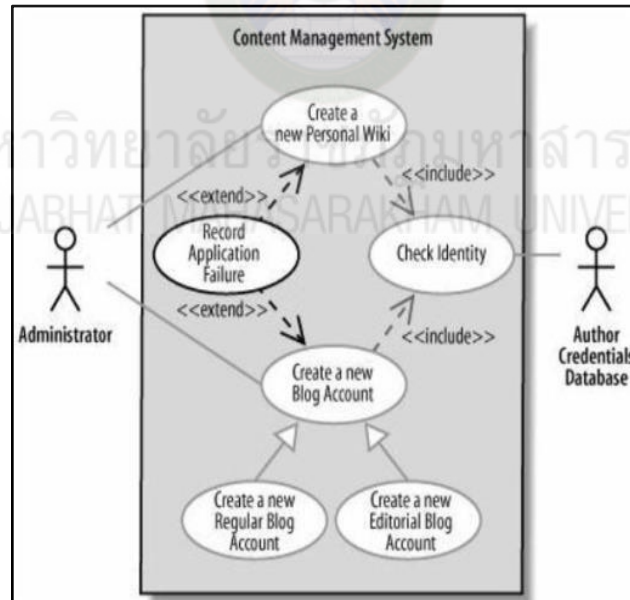 Content Management System
Create a
new Personal Wiki
<<extend>>
<<include>>
Record
Application
Failure
Check Identity
Administrator
Author
Credentials
Database
<<extend>>
<<include>>
Create a new
Blog Account
Create a new
Regular Blog
Account
Create a new
Editorial Blog
Account